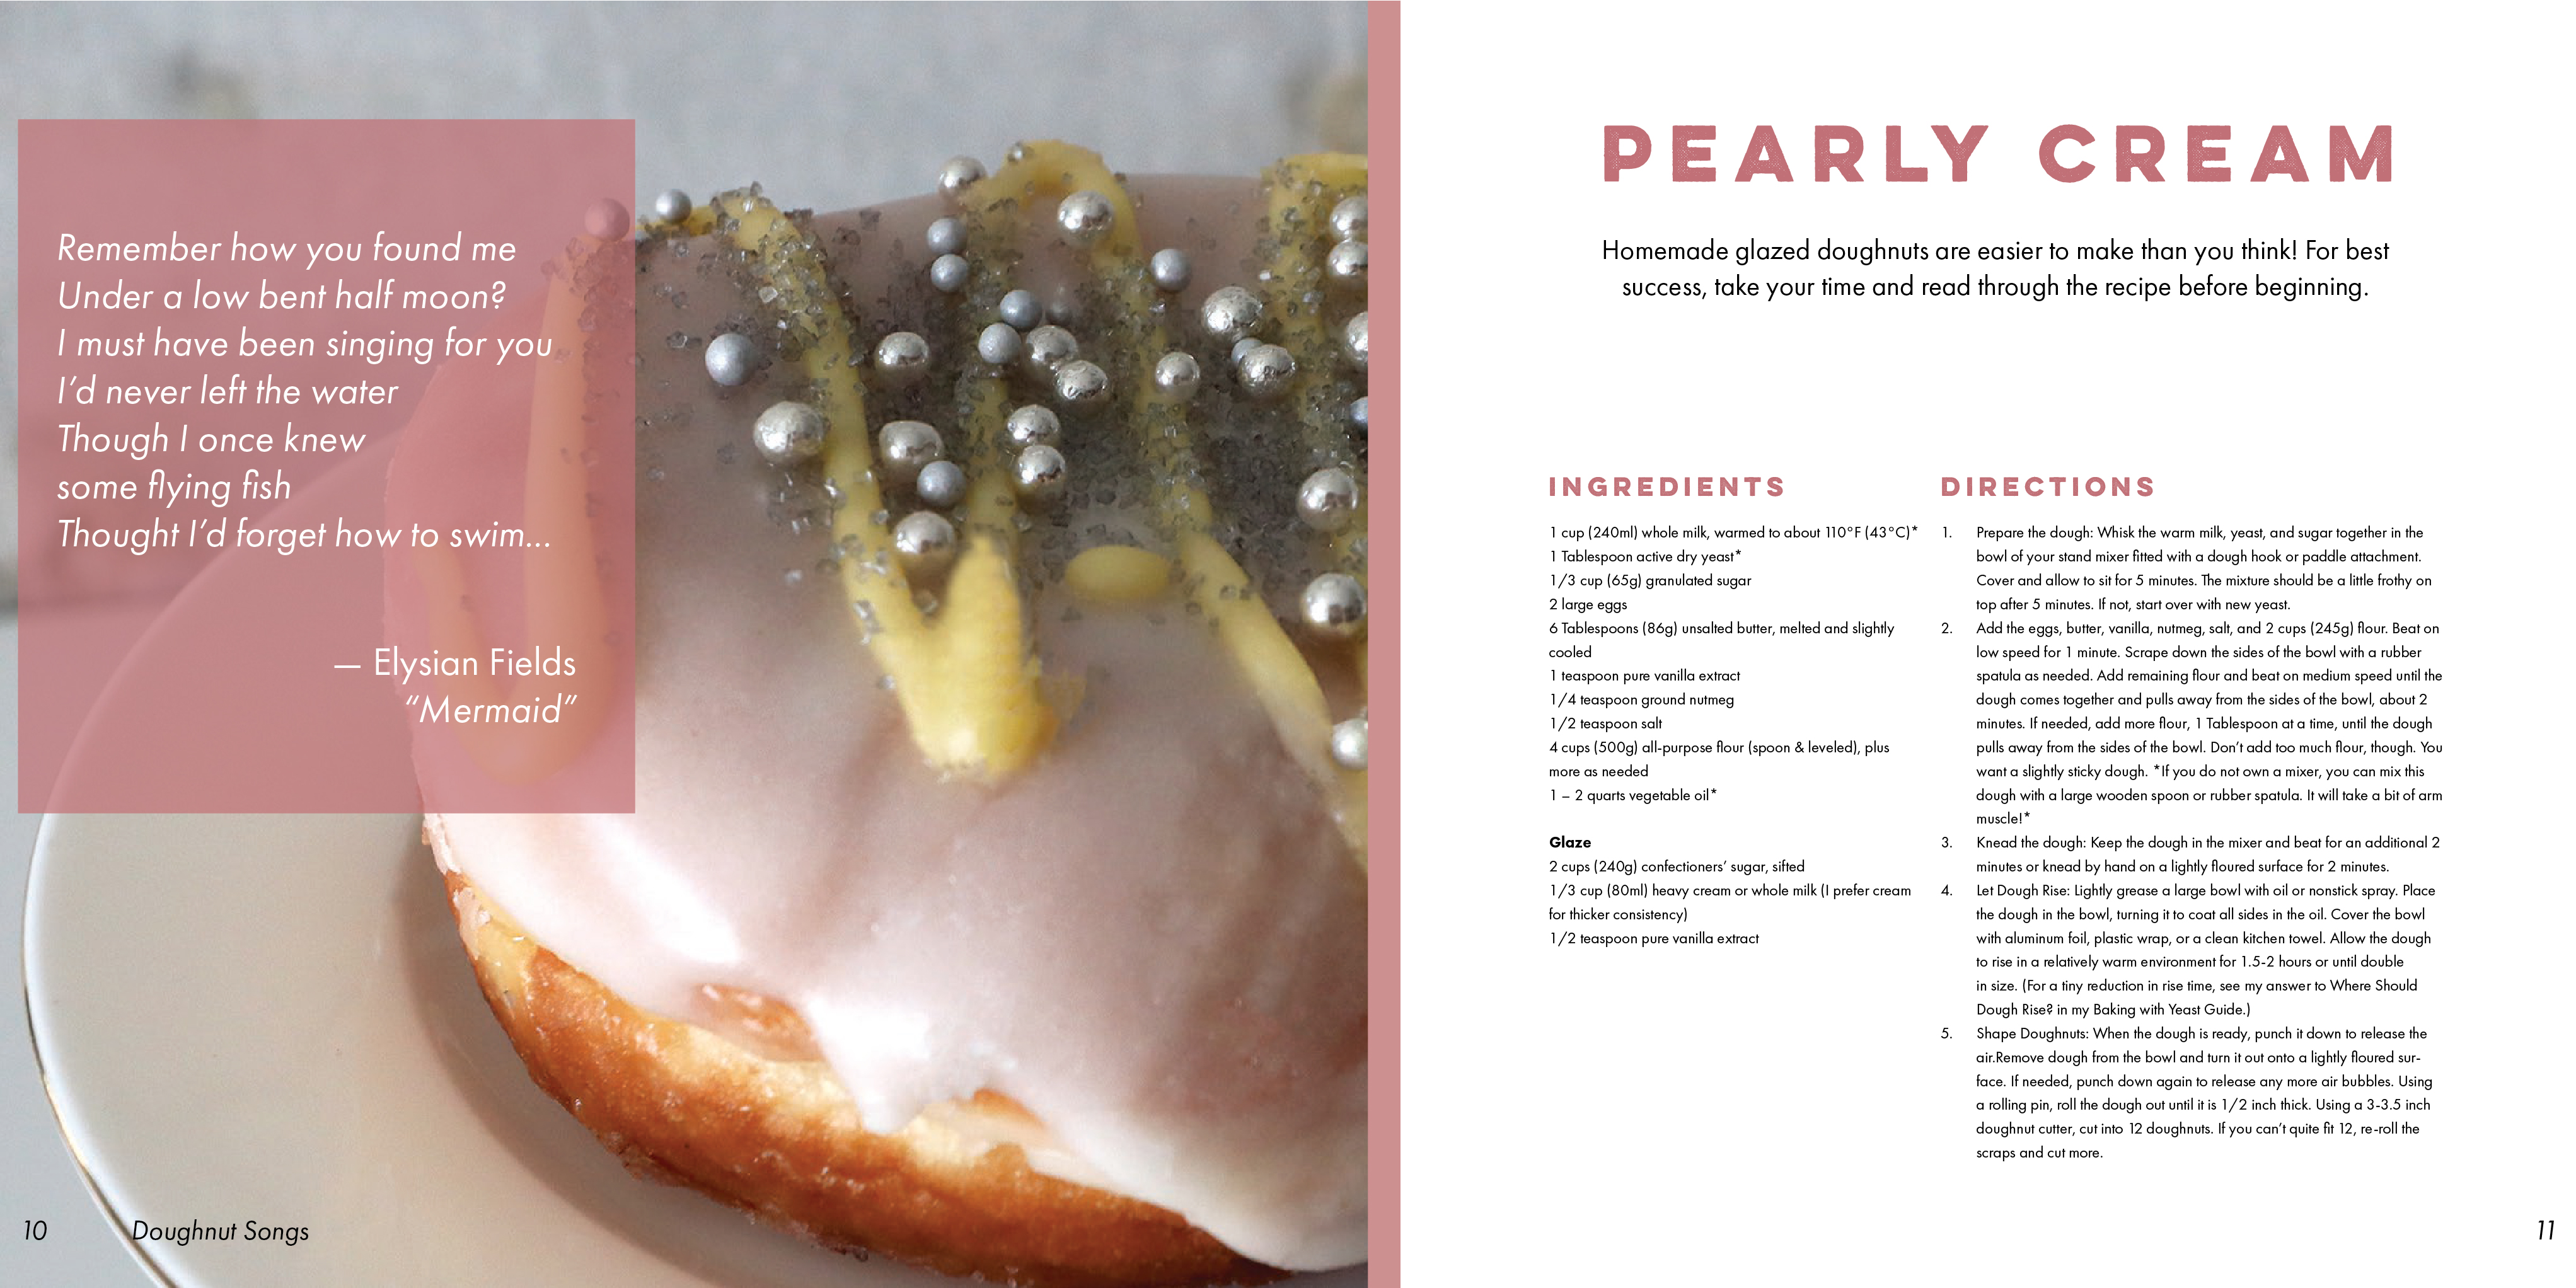 Remember how you found me
Under a low bent half moon?
I must have been singing for you
I’d never left the water
Though I once knew
some flying fish
Thought I’d forget how to swim...
— Elysian Fields
“Mermaid”
10 Doughnut Songs
PEARLY CREAM
Homemade glazed doughnuts are easier to make than you think! For best
success, take your time and read through the recipe before beginning.
INGREDIENTS
1 cup (240ml) whole milk, warmed to about 110°F (43°C)*
1 Tablespoon active dry yeast*
1/3 cup (65g) granulated sugar
2 large eggs
6 Tablespoons (86g) unsalted butter, melted and slightly
cooled
1 teaspoon pure vanilla extract
1/4 teaspoon ground nutmeg
1/2 teaspoon salt
4 cups (500g) all-purpose flour (spoon & leveled), plus
more as needed
1 – 2 quarts vegetable oil*
Glaze
2 cups (240g) confectioners’ sugar, sifted
1/3 cup (80ml) heavy cream or whole milk (I prefer cream
for thicker consistency)
1/2 teaspoon pure vanilla extract
DIRECTIONS
1. Prepare the dough: Whisk the warm milk, yeast, and sugar together in the
bowl of your stand mixer fitted with a dough hook or paddle attachment.
Cover and allow to sit for 5 minutes. The mixture should be a little frothy on
top after 5 minutes. If not, start over with new yeast.
2. Add the eggs, butter, vanilla, nutmeg, salt, and 2 cups (245g) flour. Beat on
low speed for 1 minute. Scrape down the sides of the bowl with a rubber
spatula as needed. Add remaining flour and beat on medium speed until the
dough comes together and pulls away from the sides of the bowl, about 2
minutes. If needed, add more flour, 1 Tablespoon at a time, until the dough
pulls away from the sides of the bowl. Don’t add too much flour, though. You
want a slightly sticky dough. *If you do not own a mixer, you can mix this
dough with a large wooden spoon or rubber spatula. It will take a bit of arm
muscle!*
3. Knead the dough: Keep the dough in the mixer and beat for an additional 2
minutes or knead by hand on a lightly floured surface for 2 minutes.
4. Let Dough Rise: Lightly grease a large bowl with oil or nonstick spray. Place
the dough in the bowl, turning it to coat all sides in the oil. Cover the bowl
with aluminum foil, plastic wrap, or a clean kitchen towel. Allow the dough
to rise in a relatively warm environment for 1.5-2 hours or until double
in size. (For a tiny reduction in rise time, see my answer to Where Should
Dough Rise? in my Baking with Yeast Guide.)
5. Shape Doughnuts: When the dough is ready, punch it down to release the
air.Remove dough from the bowl and turn it out onto a lightly floured sur-
face. If needed, punch down again to release any more air bubbles. Using
a rolling pin, roll the dough out until it is 1/2 inch thick. Using a 3-3.5 inch
doughnut cutter, cut into 12 doughnuts. If you can’t quite fit 12, re-roll the
scraps and cut more.
11